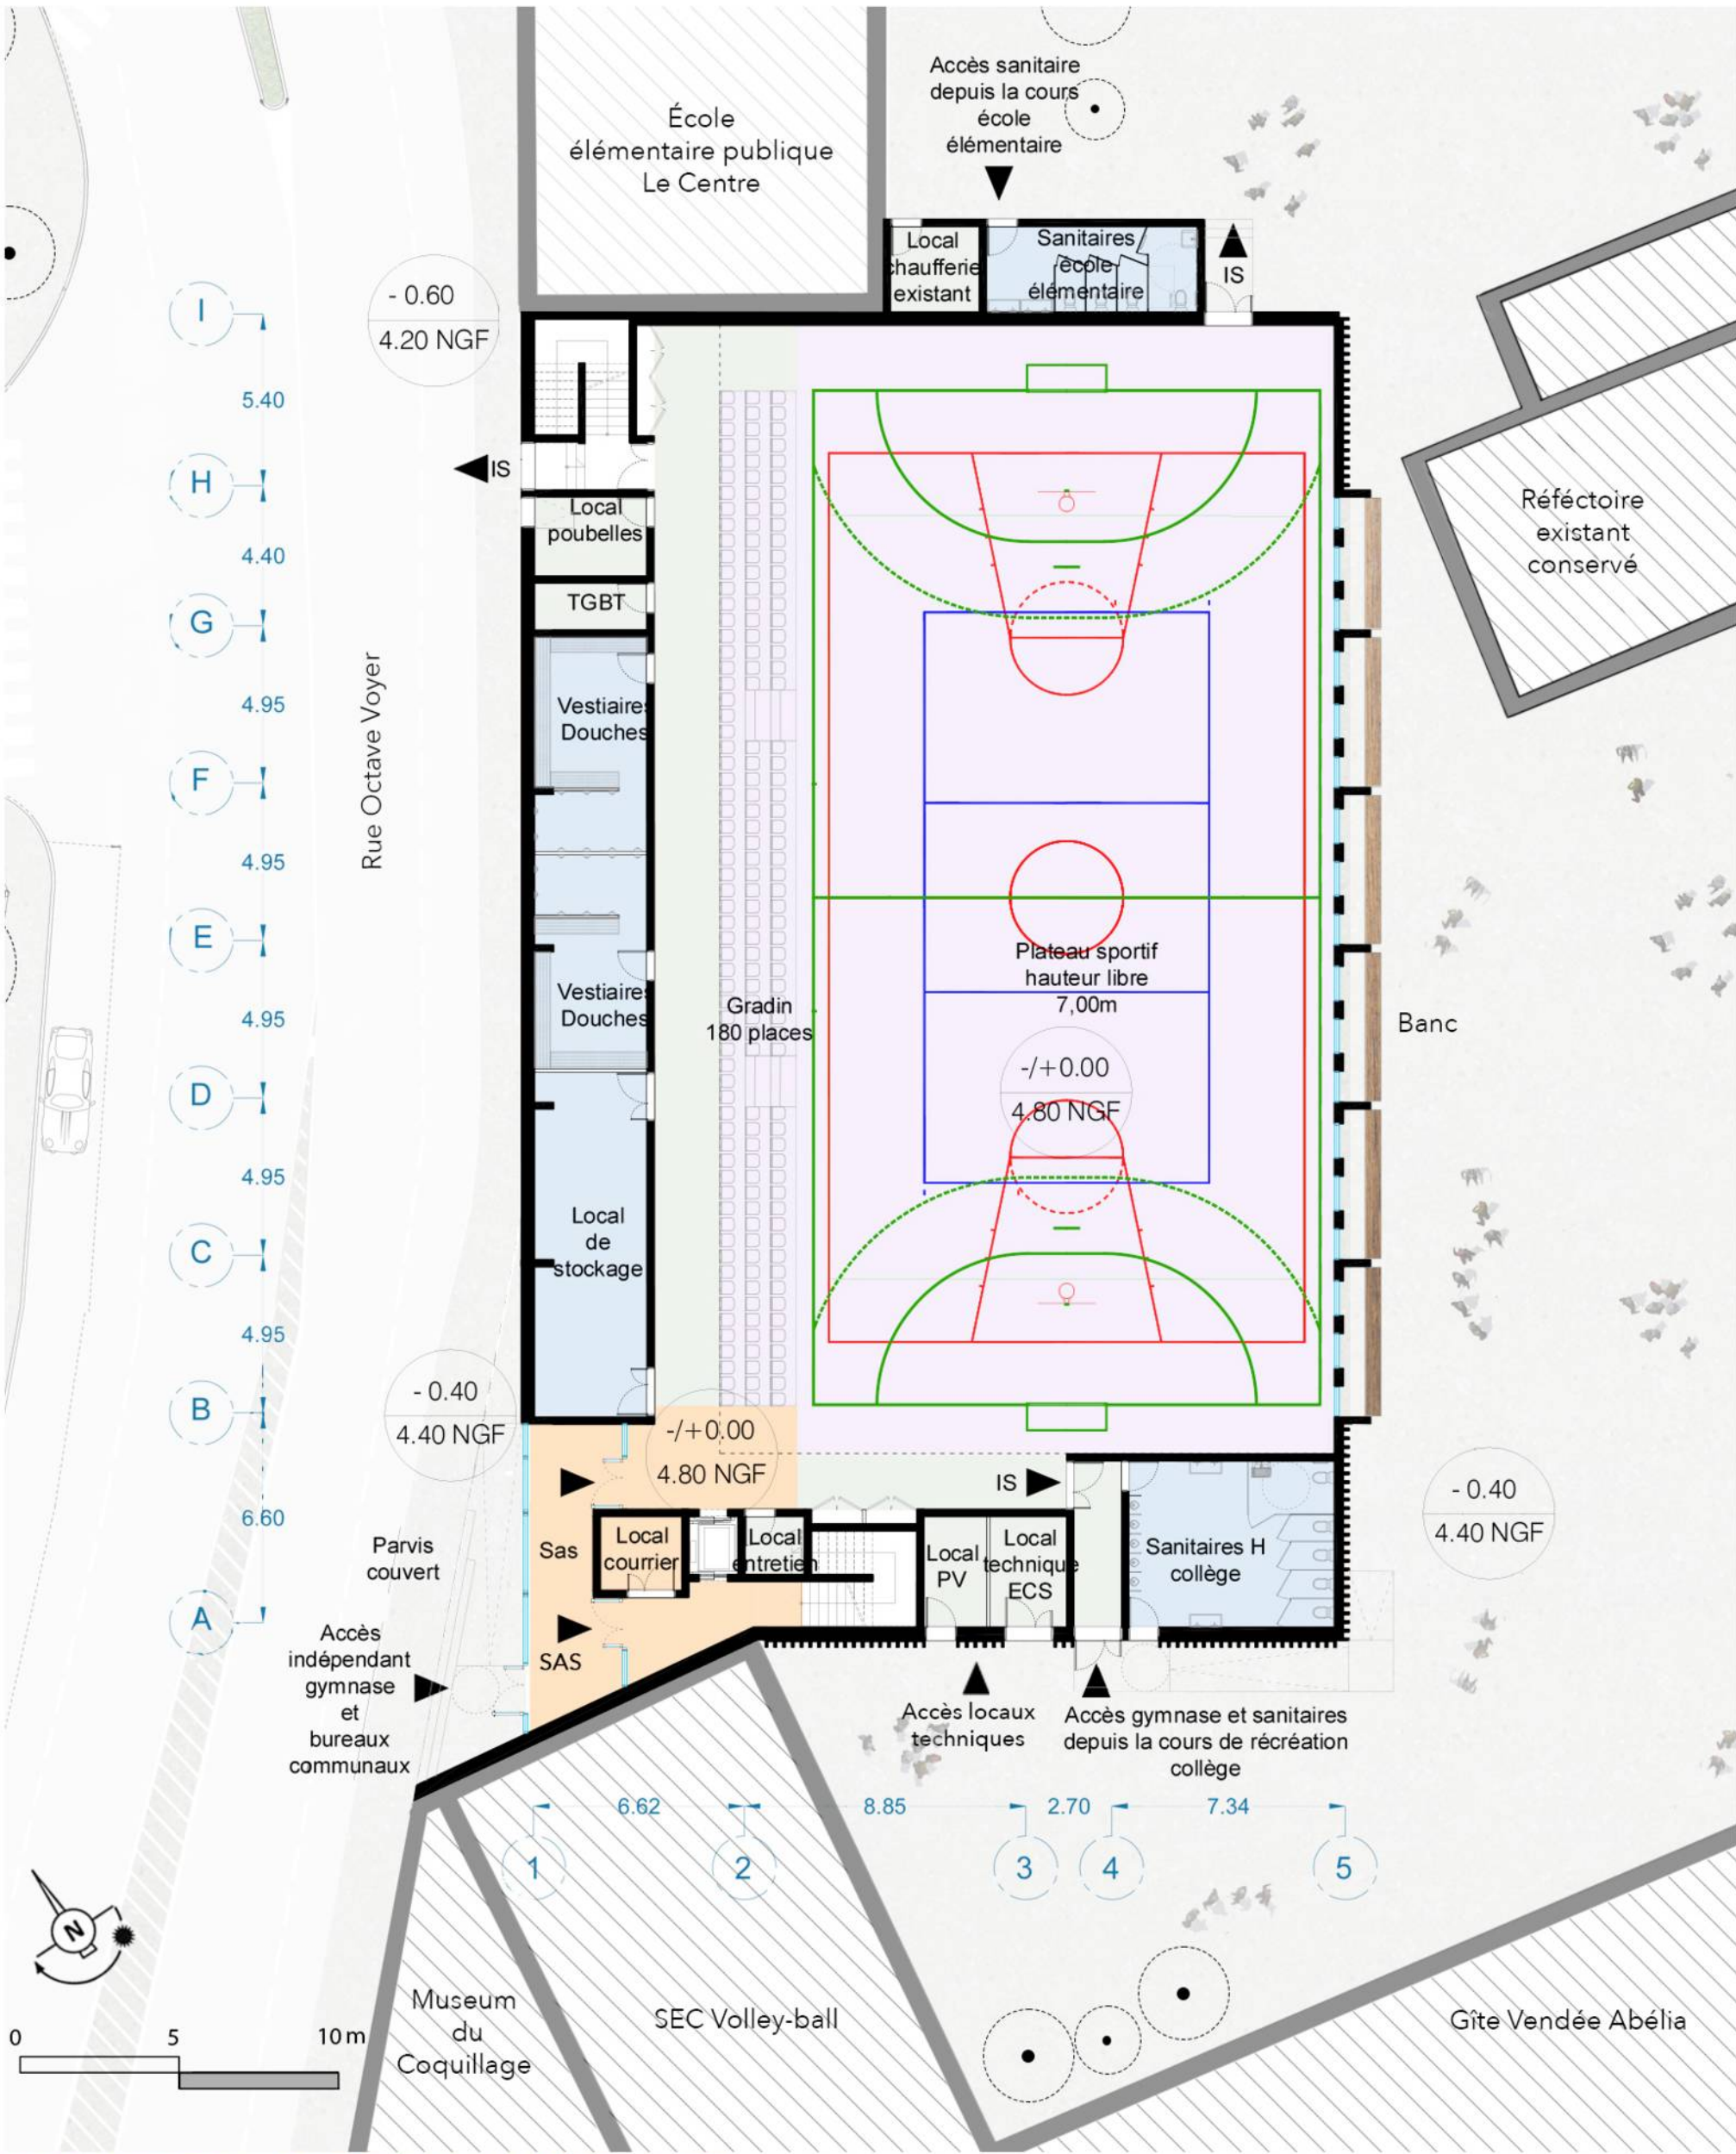 Accès sanitaire
depuis la cours
école
élémentaire
École
élémentaire publique
Le Centre
Local
chaufferie
existant
Sanitaires
école
élémentaire
IS
- 0.60
4.20 NGF
I
5.40
H
4.40
G
4.95
F
4.95
E
4.95
D
4.95
C
4.95
B
6.60
A
Rue Octave Voyer
IS
Local
poubelles
TGBT
Vestiaires
Douches
Vestiaires
Douches
Local
de
stockage
Gradin
180 places
Plateau sportif
hauteur libre
7,00m
-/+0.00
4.80 NGF
Réféctoire
existant
conservé
Banc
- 0.40
4.40 NGF
-/+0.00
4.80 NGF
IS
- 0.40
4.40 NGF
Parvis
couvert
Sas
Local
courrier
Local
entretien
Local
PV
Local
technique
ECS
Sanitaires H
collège
SAS
Accès
indépendant
gymnase
et
bureaux
communaux
Accès locaux
techniques
Accès gymnase et sanitaires
depuis la cours de récréation
collège
6.62
8.85
2.70
7.34
1
2
3
4
5
N
0
5
10 m
Museum
du
Coquillage
SEC Volley-ball
Gîte Vendée Abélia